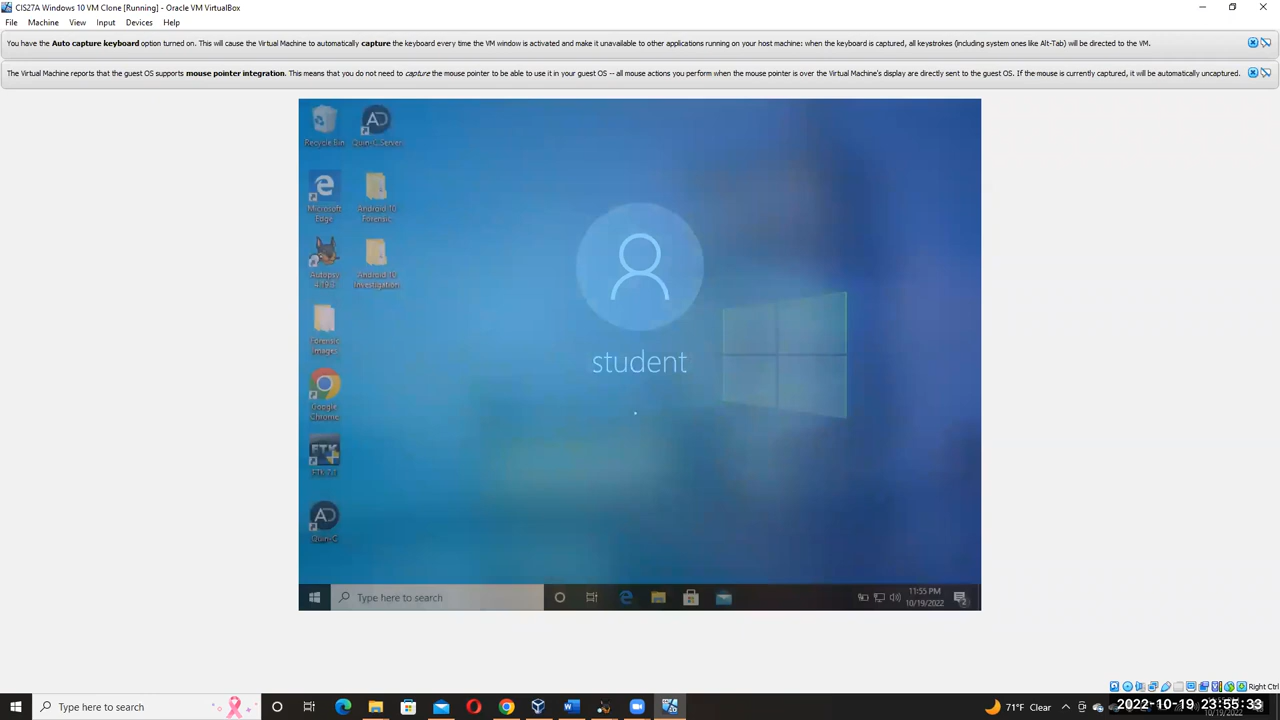 CIS27A Windows 10 VM Clone [Running] - Oracle VM VirtualBox
File Machine View Input Devices Help
You have the Auto capture keyboard option turned on. This will cause the Virtual Machine to automatically capture the keyboard every time the VM window is activated and make it unavailable to other applications running on your host machine: when the keyboard is captured, all keystrokes (including system ones like Alt-Tab) will be directed to the VM.
The Virtual Machine reports that the guest OS supports mouse pointer integration. This means that you do not need to capture the mouse pointer to be able to use it in your guest OS -- all mouse actions you perform when the mouse pointer is over the Virtual Machine's display are directly sent to the guest OS. If the mouse is currently captured, it will be automatically uncaptured.
Recycle Bin
Quin-C Server
Microsoft
Edge
Android 10
Forensic
Autopsy
Android 10
Investigation
Forensic
Images
Google
Chrome
FTK
Quin-C
student
Type here to search
11:55 PM
10/19/2022
2
Right Ctrl
Type here to search
71°F Clear
2022-10-19 23:55:33
10/19/2022